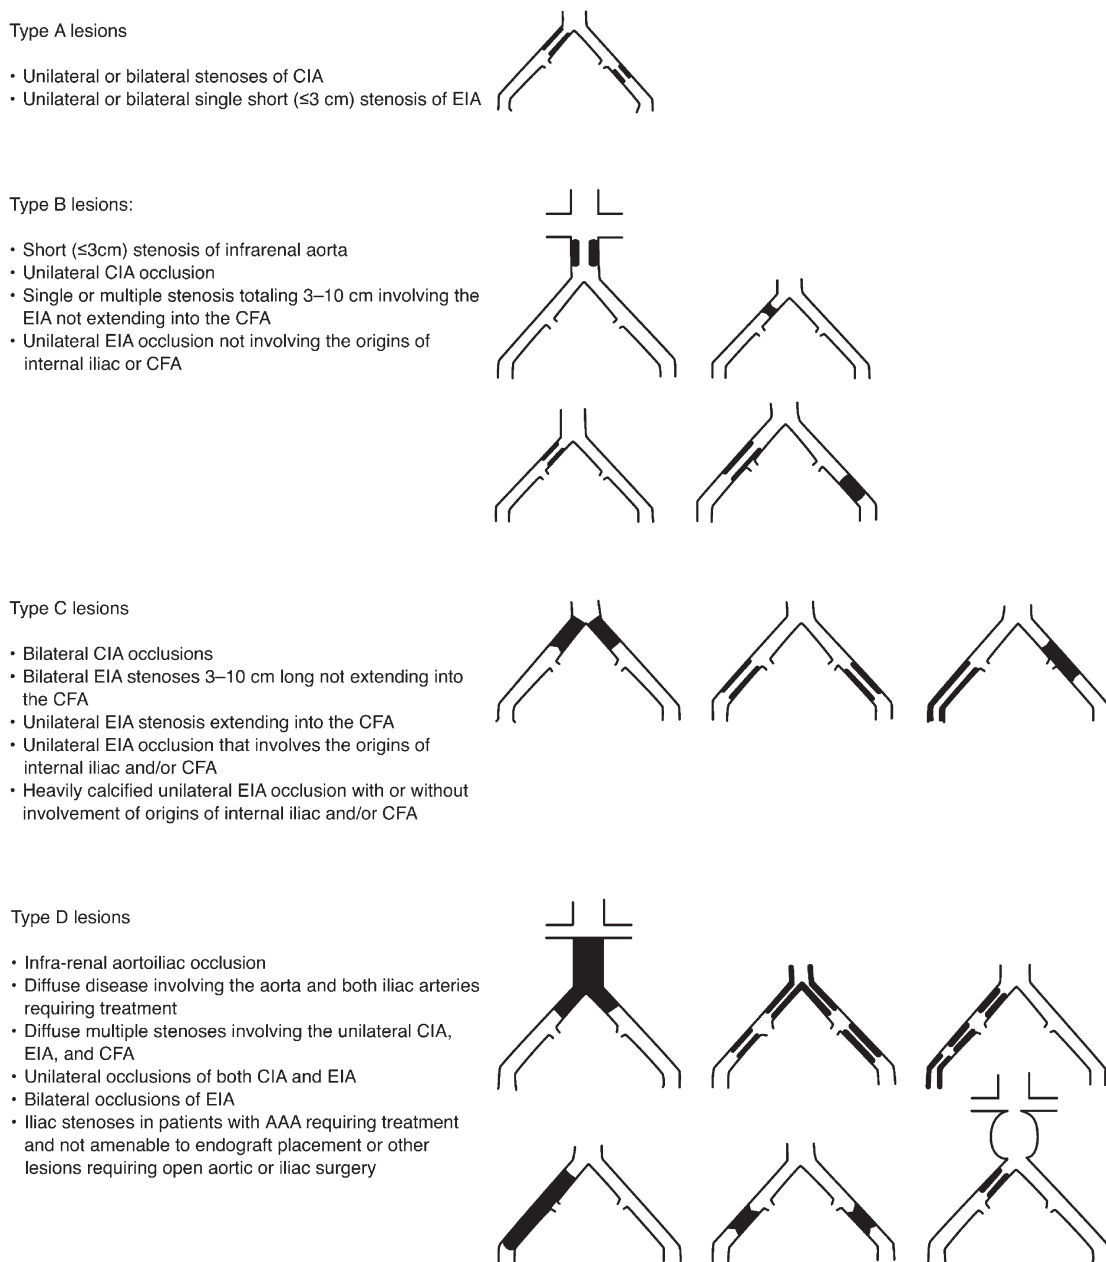 Type A lesions
• Unilateral or bilateral stenoses of CIA
• Unilateral or bilateral single short (≤3 cm) stenosis of EIA
Type B lesions:
• Short (≤3cm) stenosis of infrarenal aorta
• Unilateral CIA occlusion
• Single or multiple stenosis totaling 3–10 cm involving the
EIA not extending into the CFA
• Unilateral EIA occlusion not involving the origins of
internal iliac or CFA
Type C lesions
• Bilateral CIA occlusions
• Bilateral EIA stenoses 3–10 cm long not extending into
the CFA
• Unilateral EIA stenosis extending into the CFA
• Unilateral EIA occlusion that involves the origins of
internal iliac and/or CFA
• Heavily calcified unilateral EIA occlusion with or without
involvement of origins of internal iliac and/or CFA
Type D lesions
• Infra-renal aortoiliac occlusion
• Diffuse disease involving the aorta and both iliac arteries
requiring treatment
• Diffuse multiple stenoses involving the unilateral CIA,
EIA, and CFA
• Unilateral occlusions of both CIA and EIA
• Bilateral occlusions of EIA
• Iliac stenoses in patients with AAA requiring treatment
and not amenable to endograft placement or other
lesions requiring open aortic or iliac surgery